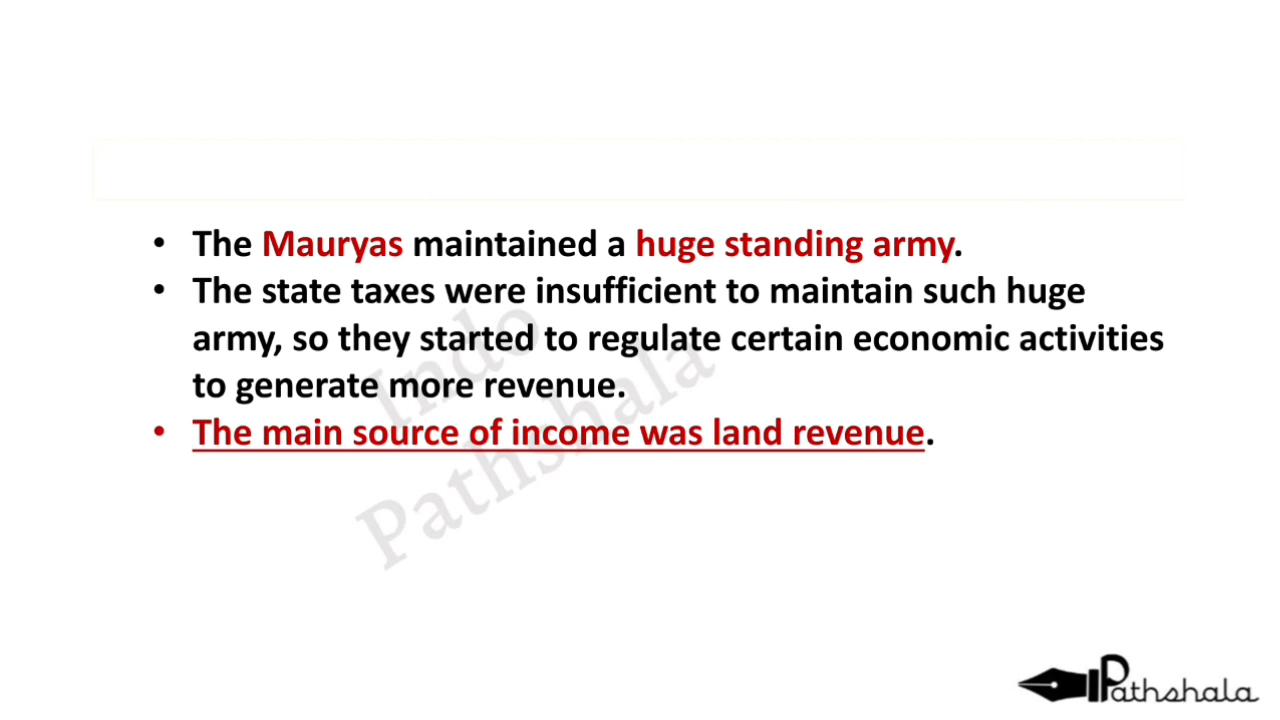 • The Mauryas maintained a huge standing army.
• The state taxes were insufficient to maintain such huge
army, so they started to regulate certain economic activities
to generate more revenue.
• The main source of income was land revenue.
Indo
Pathshala
Pathshala